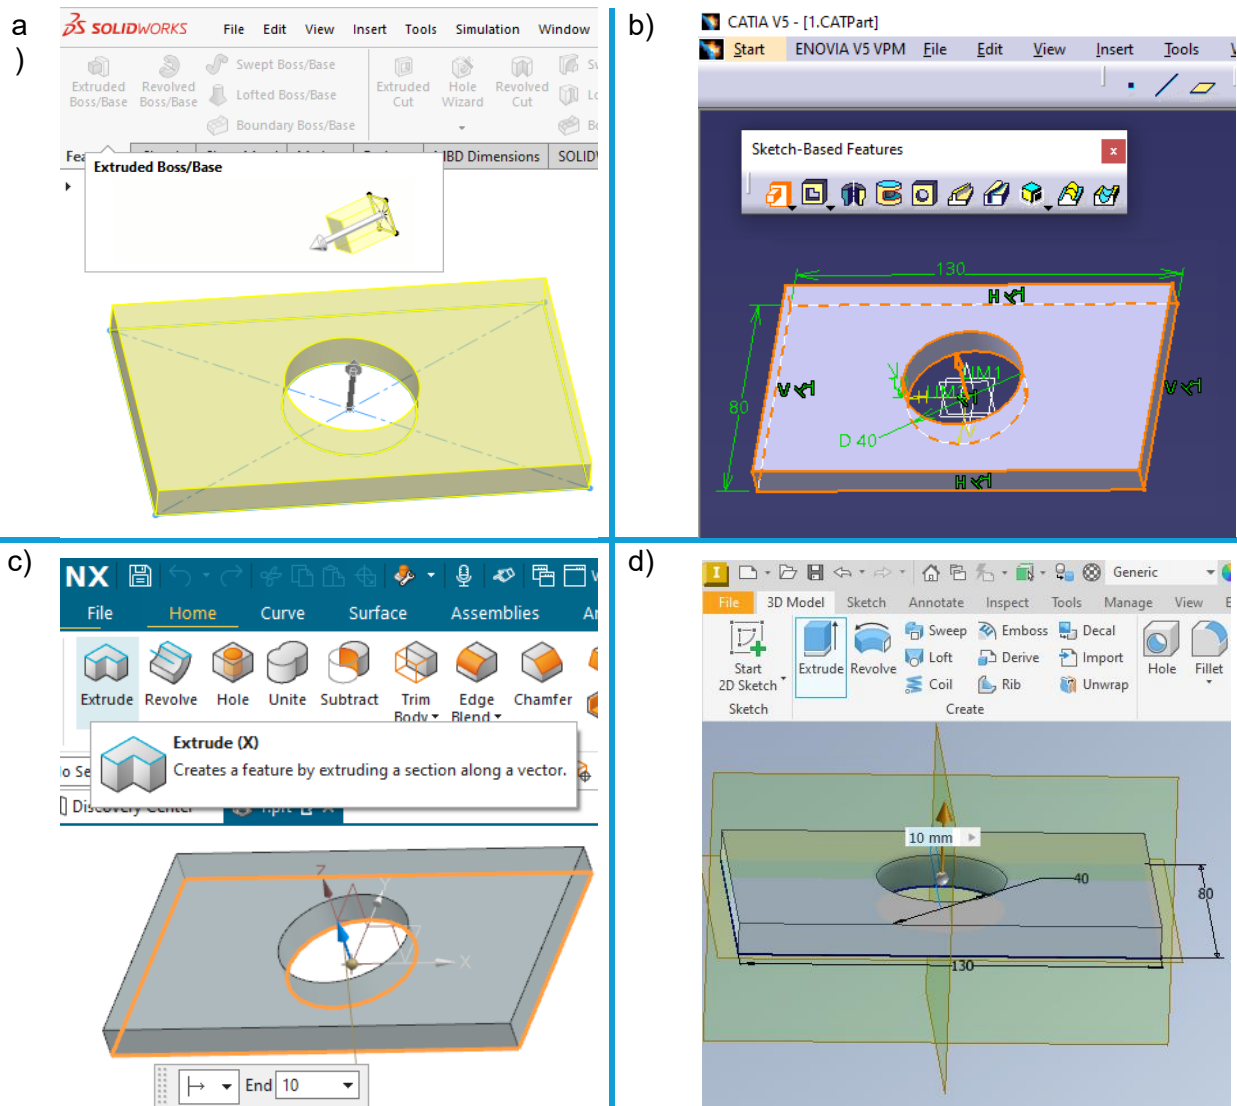 a
)
SOLIDWORKS File Edit View Insert Tools Simulation Window
Extruded Boss/Base
Revolved Boss/Base
Swept Boss/Base
Lofted Boss/Base
Boundary Boss/Base
Extruded Cut
Hole Wizard
Revolved Cut
MBD Dimensions
Extruded Boss/Base
b)
CATIA V5 - [1.CATPart]
Start ENOVIA V5 VPM File Edit View Insert Tools
Sketch-Based Features
x
130
H
80
V
V
D 40
H
c)
NX
File Home Curve Surface Assemblies
Extrude Revolve Hole Unite Subtract Trim Body Edge Blend Chamfer
Extrude (X)
Creates a feature by extruding a section along a vector.
Discovery Center
Z
Y
X
End 10
d)
I Generic
File 3D Model Sketch Annotate Inspect Tools Manage View
Start 2D Sketch
Extrude Revolve
Sweep Emboss Decal
Loft Derive Import
Coil Rib Unwrap
Hole Fillet
Sketch Create
10 mm
40
80
130